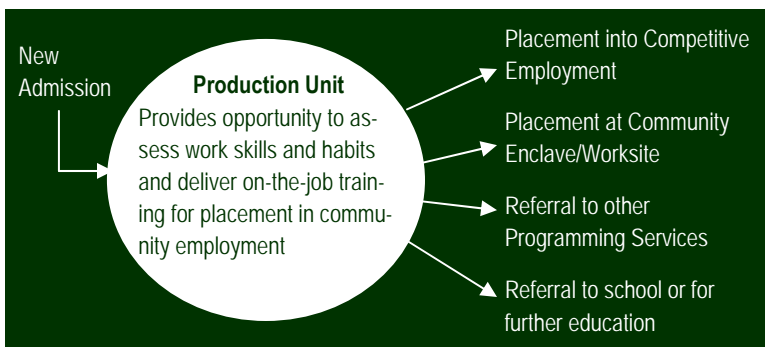 New
Admission
Production Unit
Provides opportunity to as-
sess work skills and habits
and deliver on-the-job train-
ing for placement in commu-
nity employment
Placement into Competitive
Employment
Placement at Community
Enclave/Worksite
Referral to other
Programming Services
Referral to school or for
further education